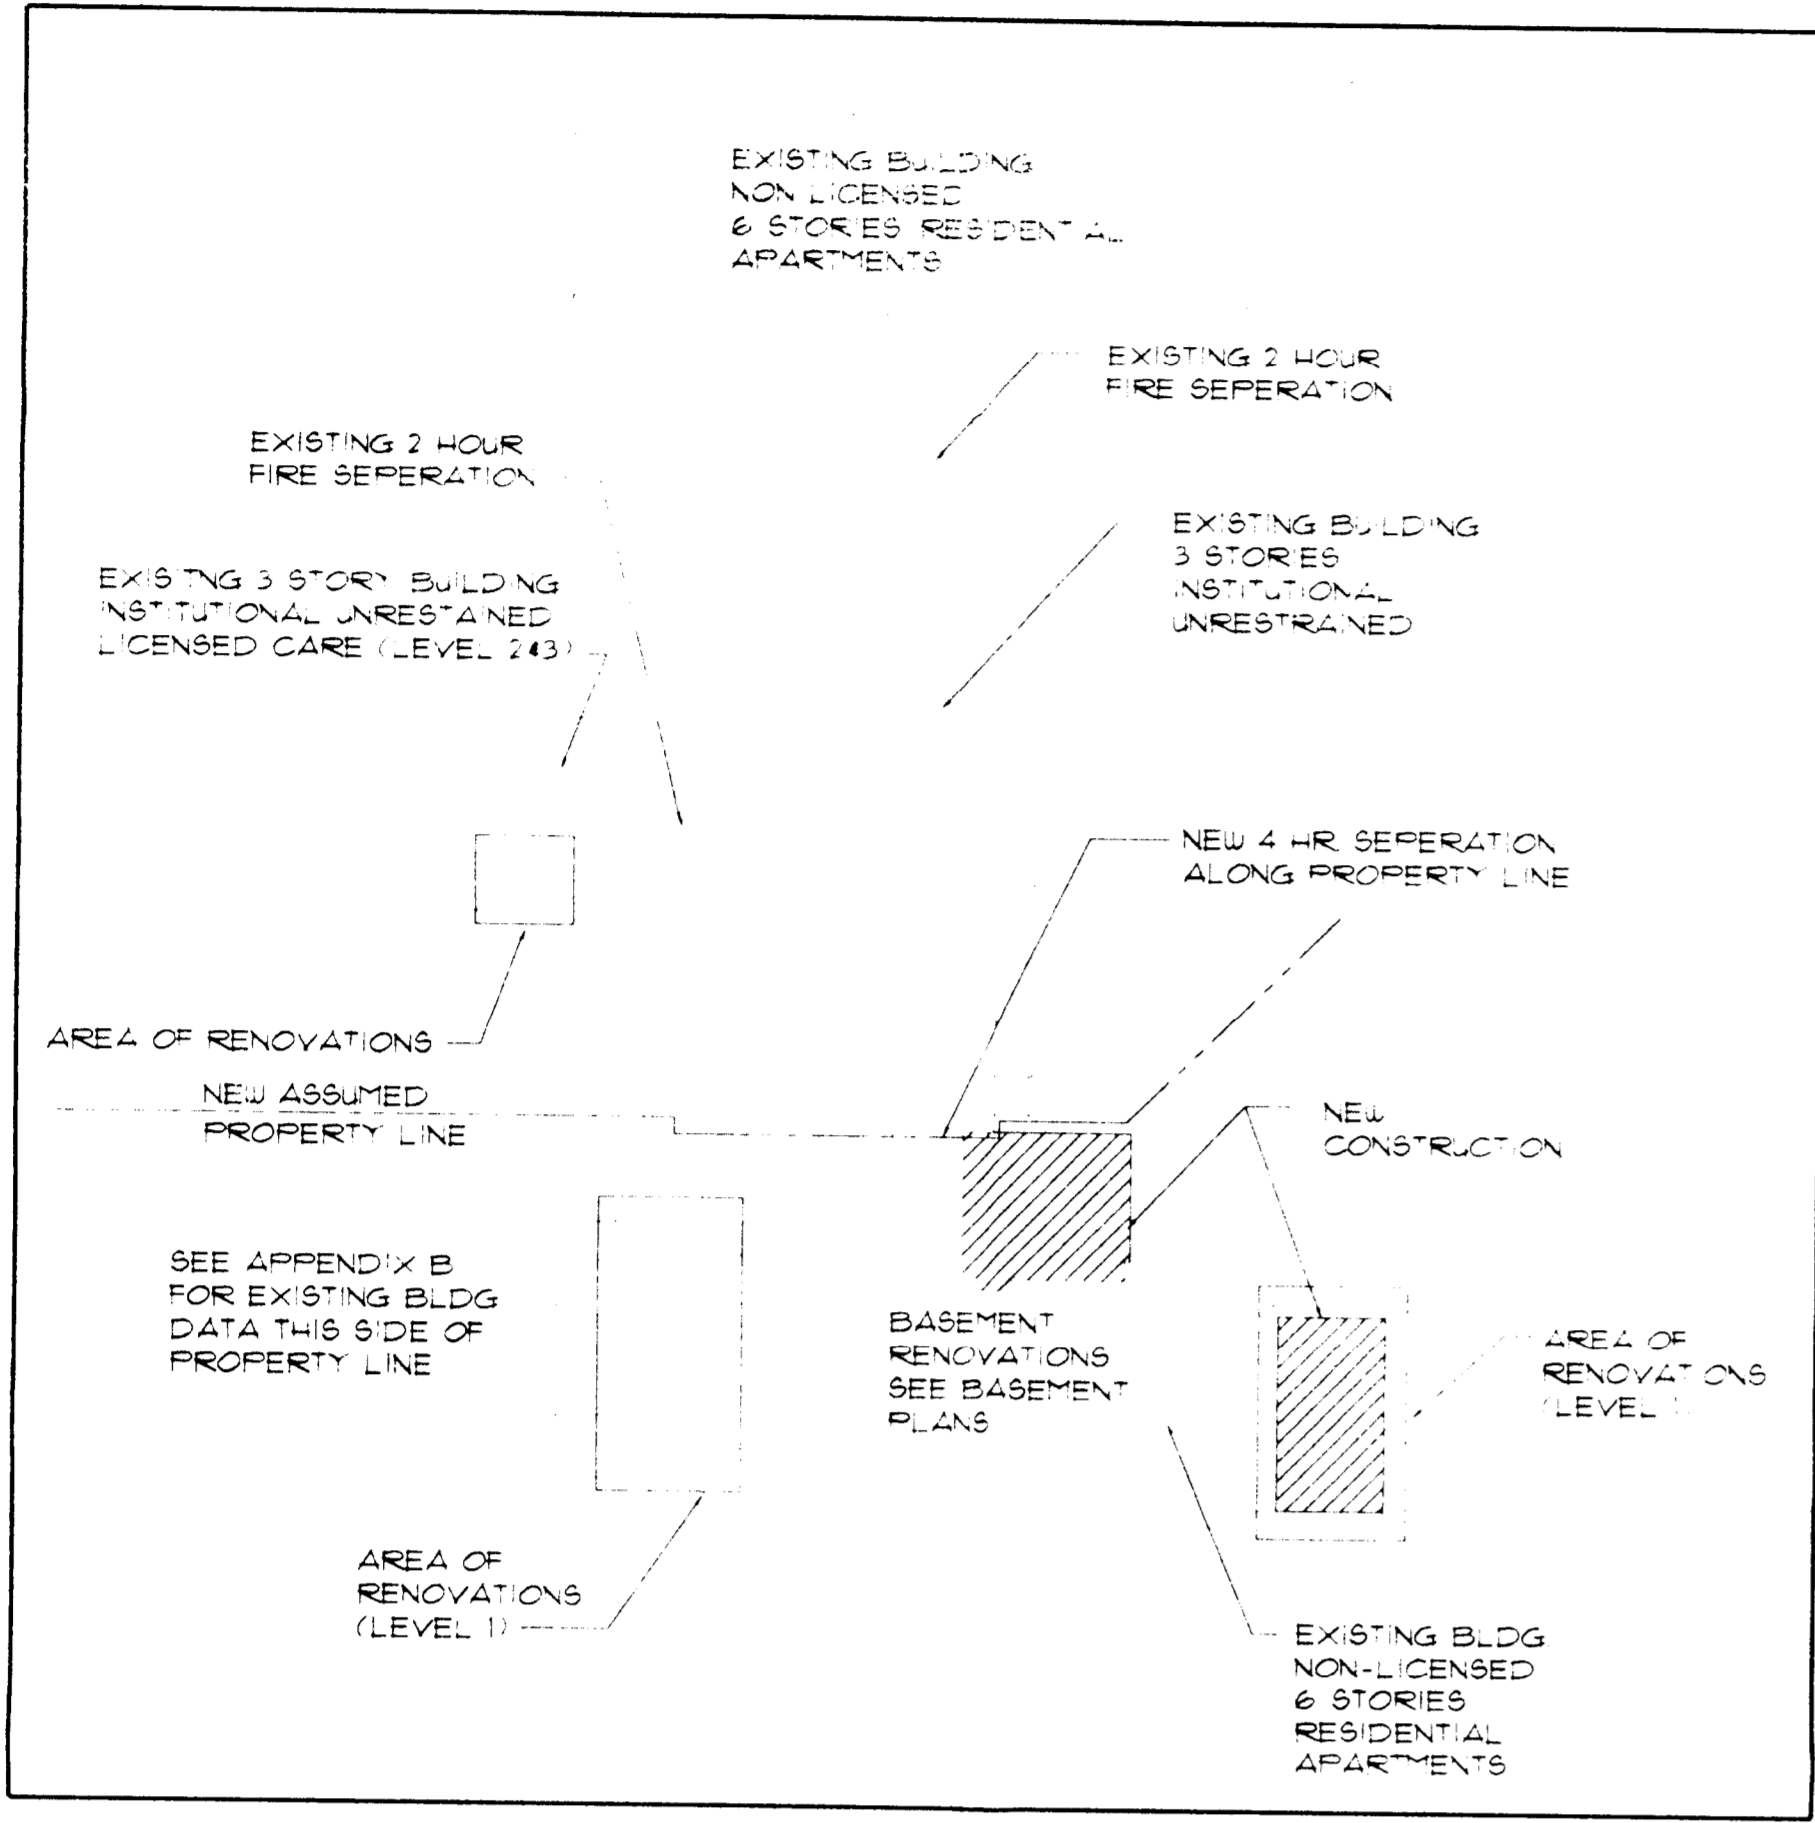 EXISTING BUILDING
NON LICENSED
6 STORIES RESIDENTIAL
APARTMENTS
EXISTING 2 HOUR
FIRE SEPERATION
EXISTING 2 HOUR
FIRE SEPERATION
EXISTING BUILDING
3 STORIES
INSTITUTIONAL
UNRESTRAINED
EXISITNG 3 STORY BUILDING
INSTITUTIONAL UNRESTAINED
LICENSED CARE (LEVEL 2&3)
NEW 4 HR SEPERATION
ALONG PROPERTY LINE
AREA OF RENOVATIONS
NEW ASSUMED
PROPERTY LINE
NEW
CONSTRUCTION
SEE APPENDIX B
FOR EXISTING BLDG
DATA THIS SIDE OF
PROPERTY LINE
BASEMENT
RENOVATIONS
SEE BASEMENT
PLANS
AREA OF
RENOVATIONS
(LEVEL 1)
AREA OF
RENOVATIONS
(LEVEL 1)
EXISTING BLDG
NON-LICENSED
6 STORIES
RESIDENTIAL
APARTMENTS